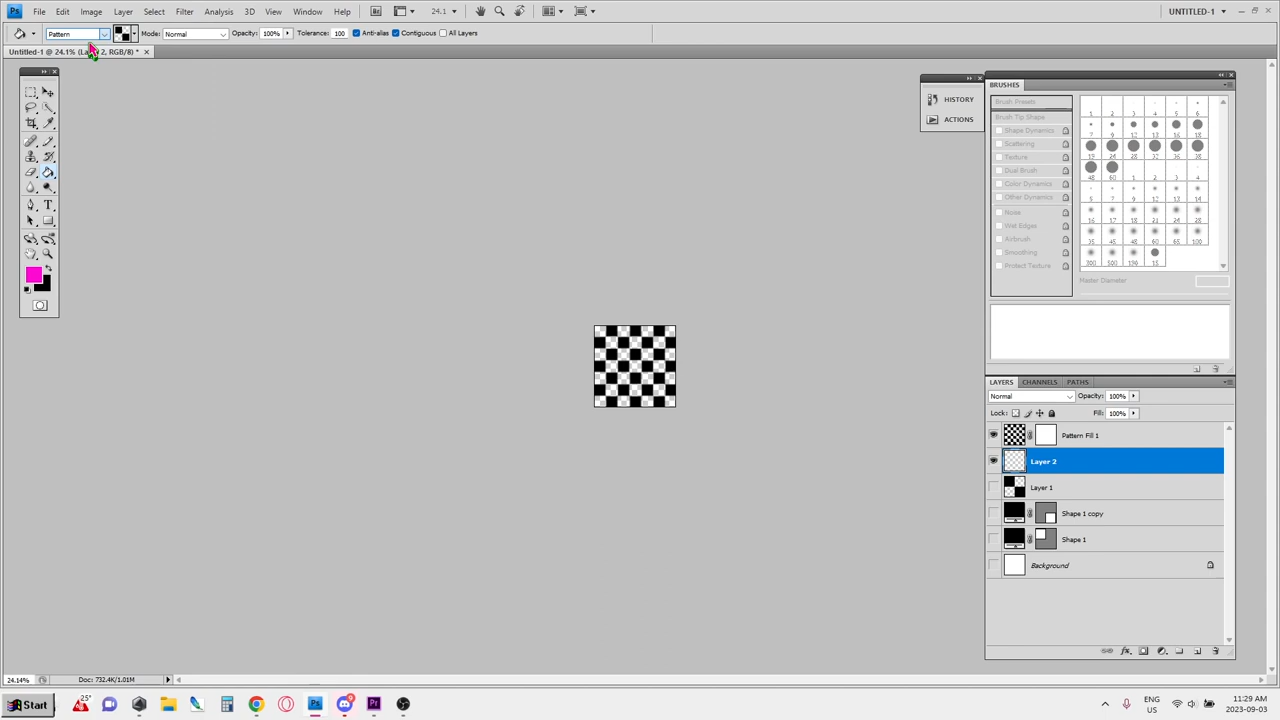 Ps File Edit Image Layer Select Filter Analysis 3D View Window Help 24.1 UNTITLED-1
Pattern Mode: Normal Opacity: 100% Tolerance: 100 Anti-alias Contiguous All Layers
Untitled-1 @ 24.1% (Layer 2, RGB/8) *
BRUSHES
HISTORY
ACTIONS
Brush Presets
Brush Tip Shape
Shape Dynamics
Scattering
Texture
Dual Brush
Color Dynamics
Other Dynamics
Noise
Wet Edges
Airbrush
Smoothing
Protect Texture
Master Diameter
LAYERS CHANNELS PATHS
Normal Opacity: 100%
Lock: Fill: 100%
Pattern Fill 1
Layer 2
Layer 1
Shape 1 copy
Shape 1
Background
24.14% Doc: 732.4K/1.01M
Start 25° Ps Pr ENG US 11:29 AM 2023-09-03